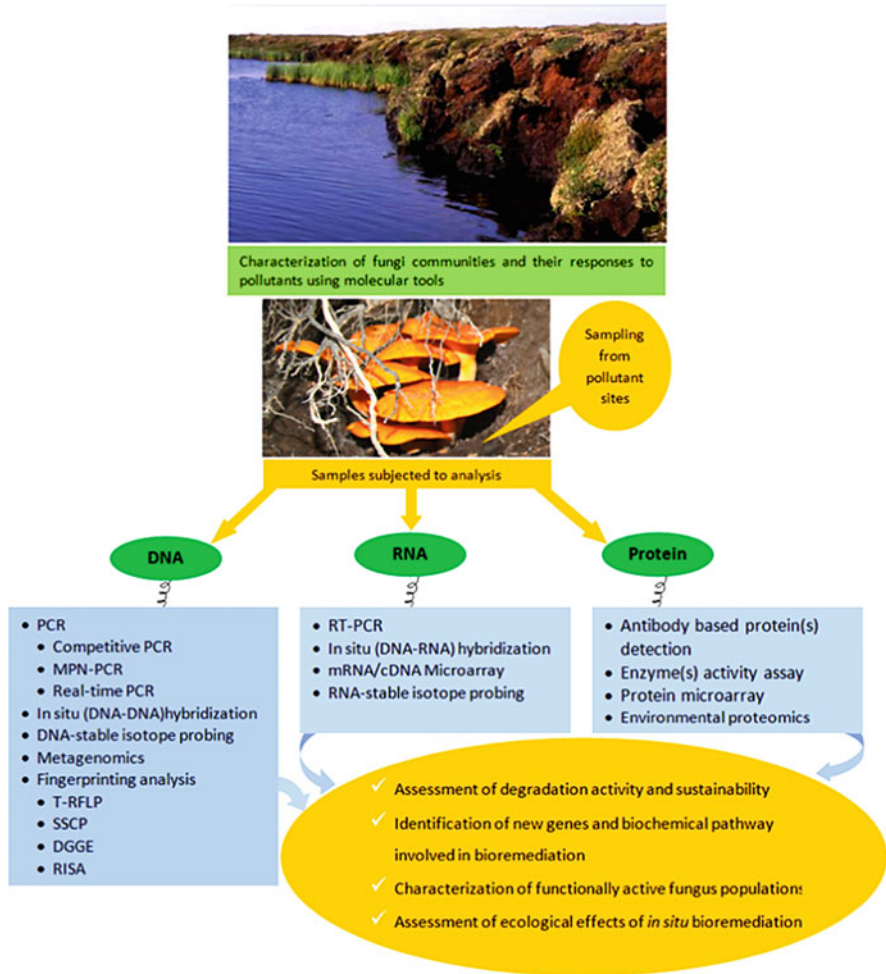 Characterization of fungi communities and their responses to
pollutants using molecular tools
Sampling
from
pollutant
sites
Samples subjected to analysis
DNA
RNA
Protein
• PCR
• Competitive PCR
• MPN-PCR
• Real-time PCR
• In situ (DNA-DNA)hybridization
• DNA-stable isotope probing
• Metagenomics
• Fingerprinting analysis
• T-RFLP
• SSCP
• DGGE
• RISA
• RT-PCR
• In situ (DNA-RNA) hybridization
• mRNA/cDNA Microarray
• RNA-stable isotope probing
• Antibody based protein(s)
detection
• Enzyme(s) activity assay
• Protein microarray
• Environmental proteomics
✓ Assessment of degradation activity and sustainability
✓ Identification of new genes and biochemical pathway
involved in bioremediation
✓ Characterization of functionally active fungus populations
✓ Assessment of ecological effects of in situ bioremediation